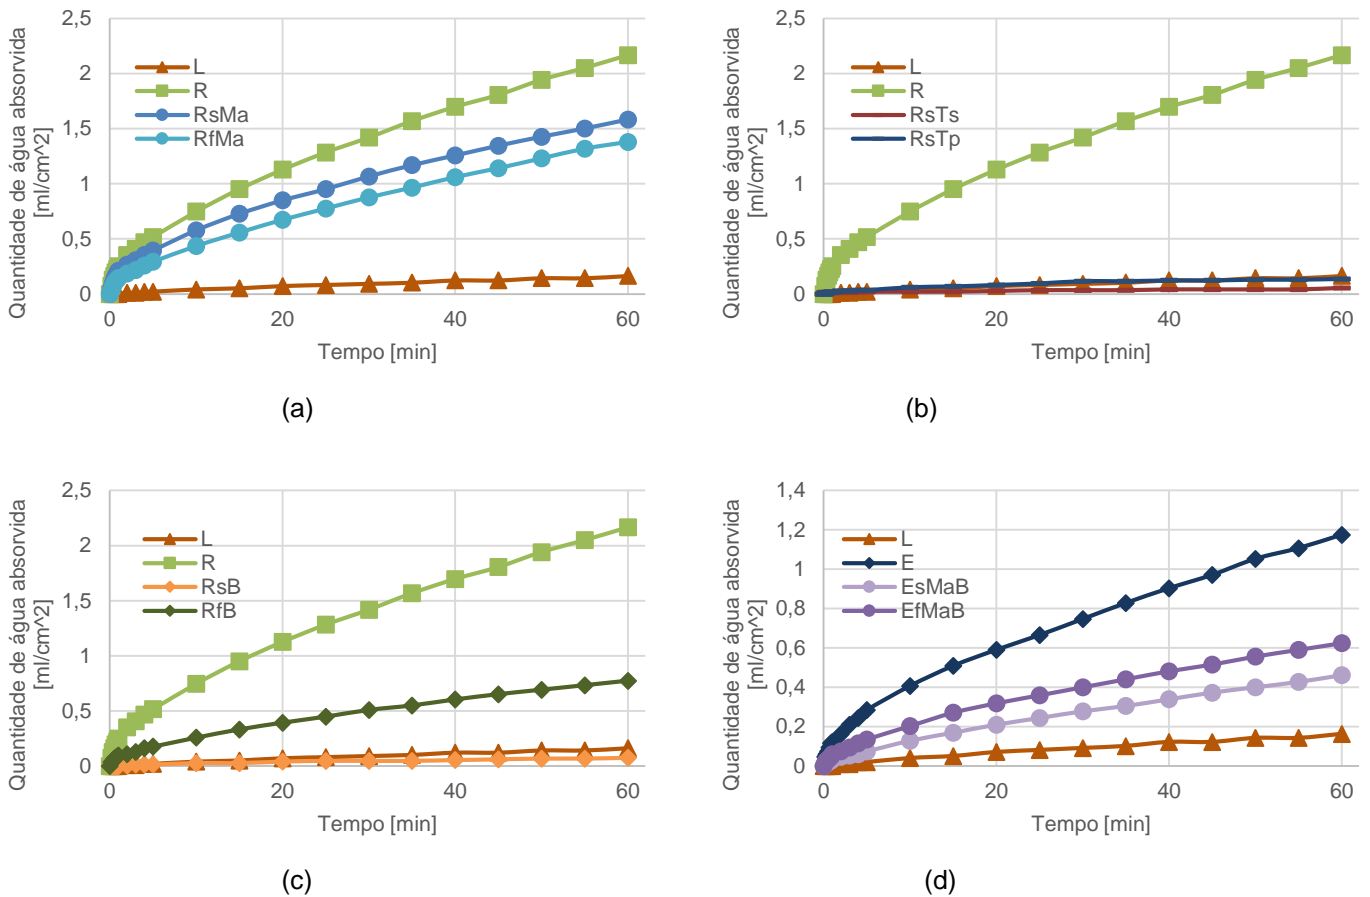 Quantidade de água absorvida
[ml/cm^2]
2,5
2
1,5
1
0,5
0
L
R
RsMa
RfMa
0
20
40
60
Tempo [min]
(a)
Quantidade de água absorvida
[ml/cm^2]
2,5
2
1,5
1
0,5
0
L
R
RsTs
RsTp
0
20
40
60
Tempo [min]
(b)
Quantidade de água absorvida
[ml/cm^2]
2,5
2
1,5
1
0,5
0
L
R
RsB
RfB
0
20
40
60
Tempo [min]
(c)
Quantidade de água absorvida
[ml/cm^2]
1,4
1,2
1
0,8
0,6
0,4
0,2
0
L
E
EsMaB
EfMaB
0
20
40
60
Tempo [min]
(d)